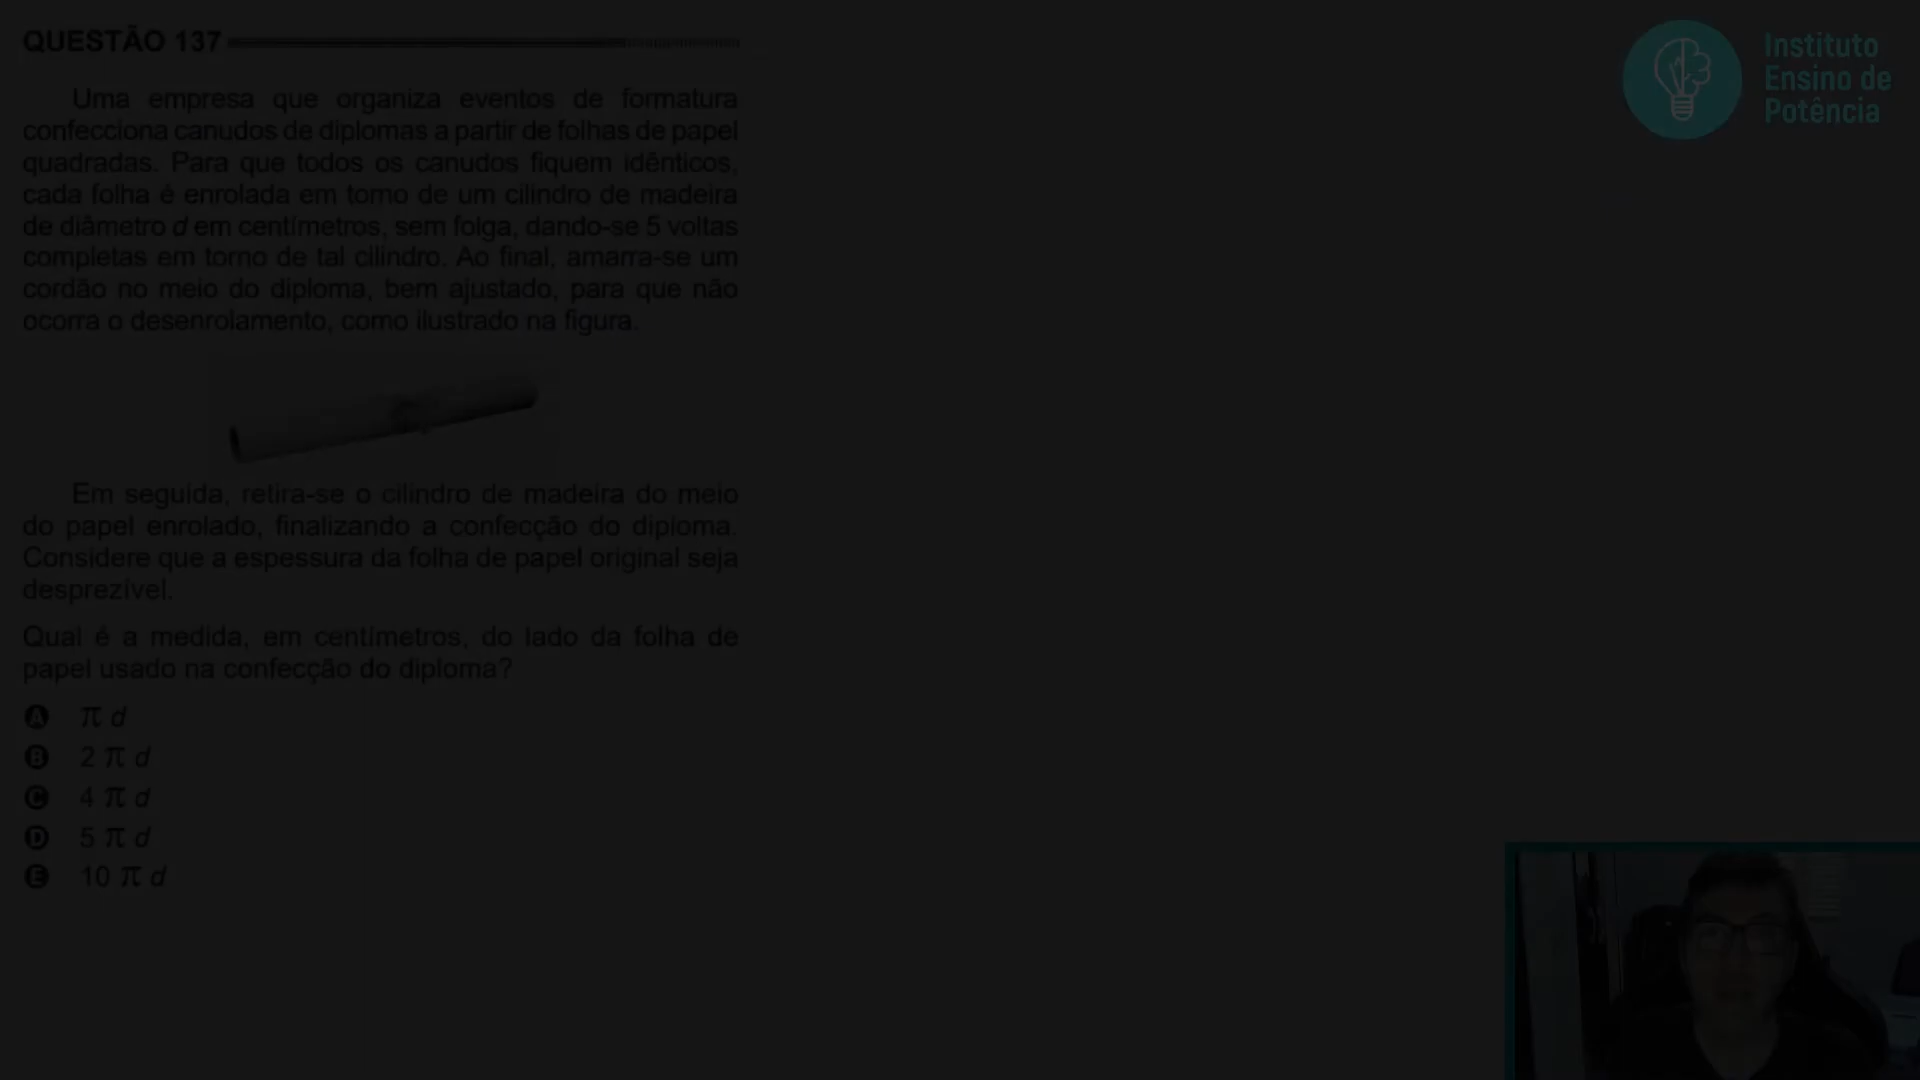 QUESTÃO 137
Uma empresa que organiza eventos de formatura
confecciona canudos de diplomas a partir de folhas de papel
quadradas. Para que todos os canudos fiquem idênticos,
cada folha é enrolada em torno de um cilindro de madeira
de diâmetro d em centímetros, sem folga, dando-se 5 voltas
completas em torno de tal cilindro. Ao final, amarra-se um
cordão no meio do diploma, bem ajustado, para que não
ocorra o desenrolamento, como ilustrado na figura.
Em seguida, retira-se o cilindro de madeira do meio
do papel enrolado, finalizando a confecção do diploma.
Considere que a espessura da folha de papel original seja
desprezível.
Qual é a medida, em centímetros, do lado da folha de
papel usado na confecção do diploma?
A π d
B 2 π d
C 4 π d
D 5 π d
E 10 π d
Instituto
Ensino de
Potência